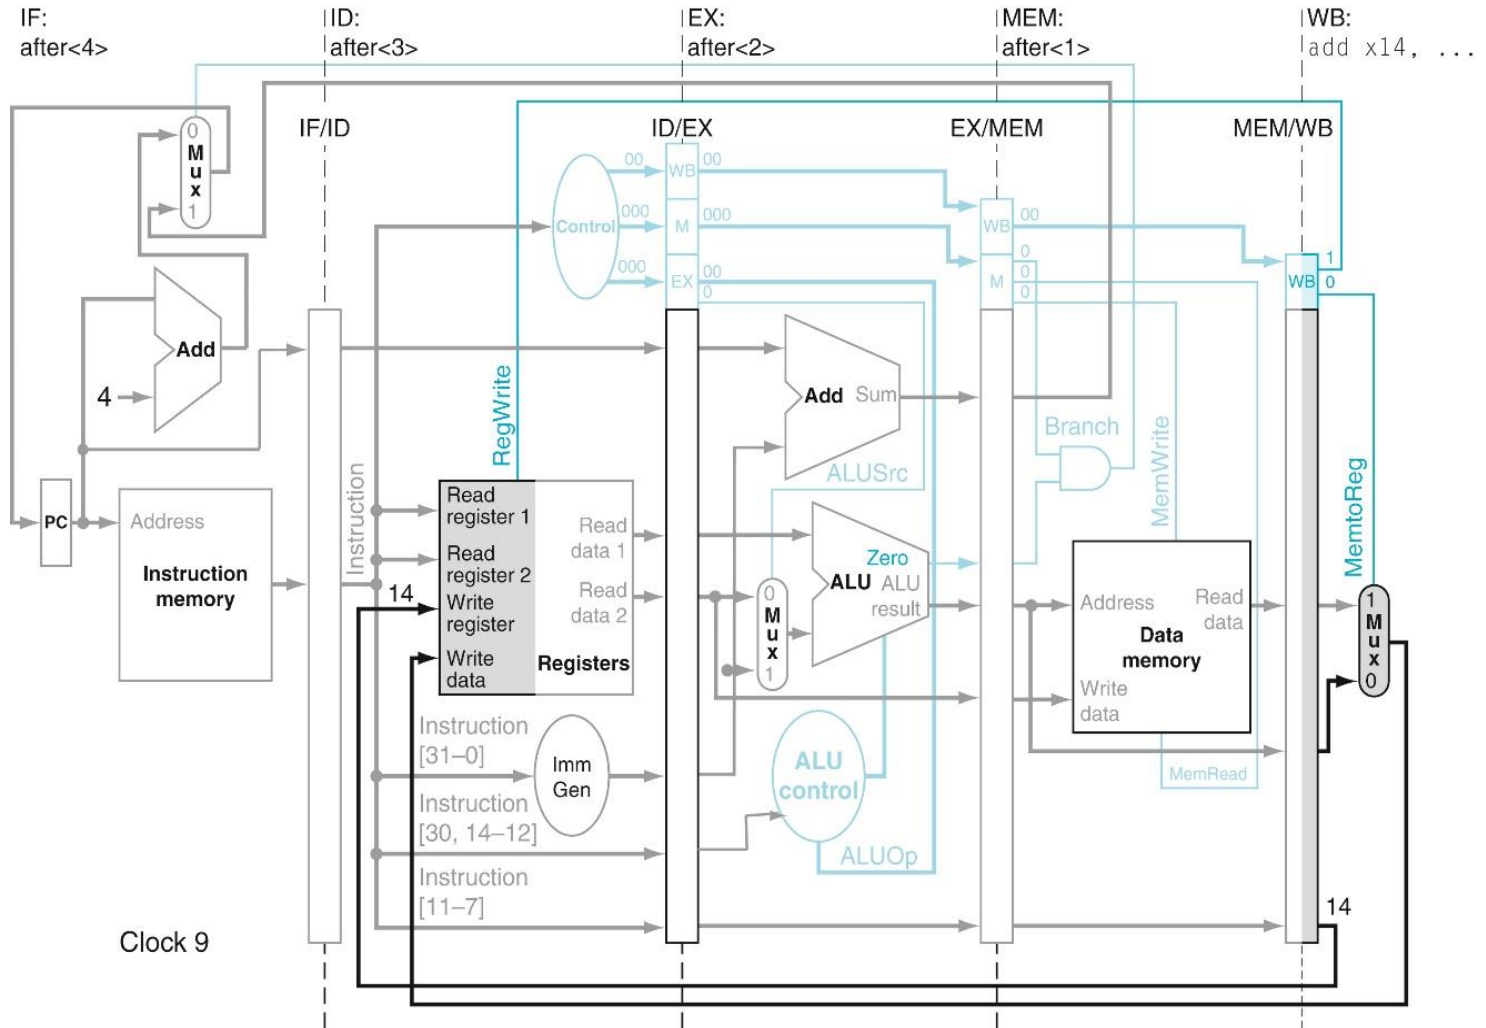 IF:
after<4>
ID:
after<3>
EX:
after<2>
MEM:
after<1>
WB:
add x14, ...
IF/ID
ID/EX
EX/MEM
MEM/WB
0
Mux
1
Add
4
PC
Address
Instruction
memory
Instruction
RegWrite
Control
00
000
000
WB
M
EX
00
000
00
0
WB
M
00
0
0
0
WB
1
0
Read
register 1
Read
register 2
14
Write
register
Write
data
Read
data 1
Read
data 2
Registers
Instruction
[31–0]
Imm
Gen
Instruction
[30, 14–12]
Instruction
[11–7]
Add Sum
ALUSrc
Zero
ALU ALU
result
0
Mux
1
ALU
control
ALUOp
Branch
MemWrite
Address
Read
data
Data
memory
Write
data
MemRead
MemtoReg
1
Mux
0
14
Clock 9